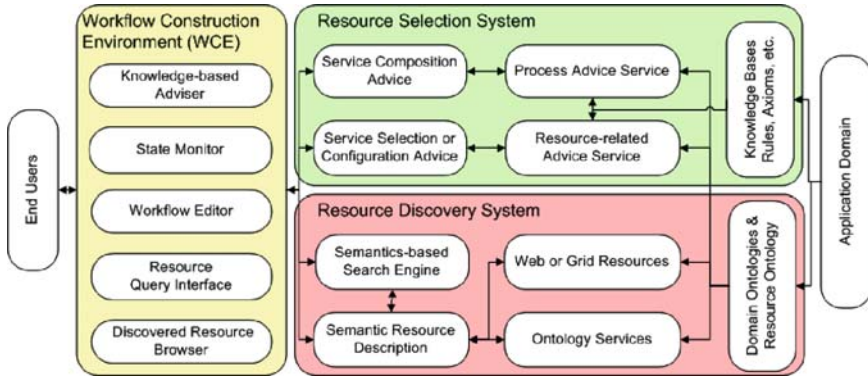 End Users
Workflow Construction
Environment (WCE)
Knowledge-based
Adviser
State Monitor
Workflow Editor
Resource
Query Interface
Discovered Resource
Browser
Resource Selection System
Service Composition
Advice
Process Advice Service
Service Selection or
Configuration Advice
Resource-related
Advice Service
Knowledge Bases
Rules, Axioms, etc.
Resource Discovery System
Semantics-based
Search Engine
Web or Grid Resources
Semantic Resource
Description
Ontology Services
Domain Ontologies &
Resource Ontology
Application Domain